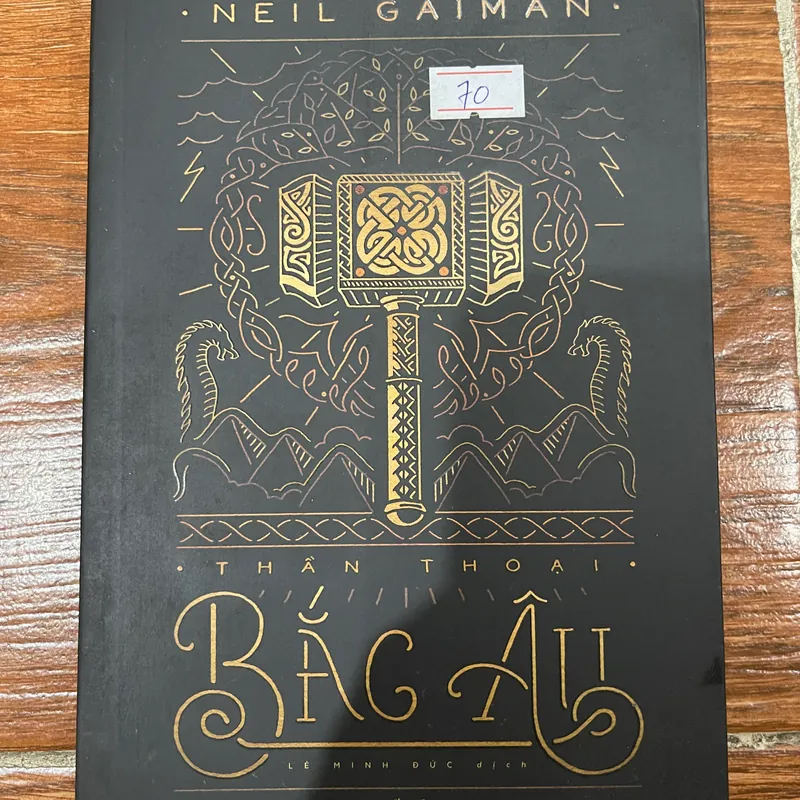 · NEIL GAIMAN ·
70
· THẦN THOẠI ·
BẮC ÂU
LÊ MINH ĐỨC dịch